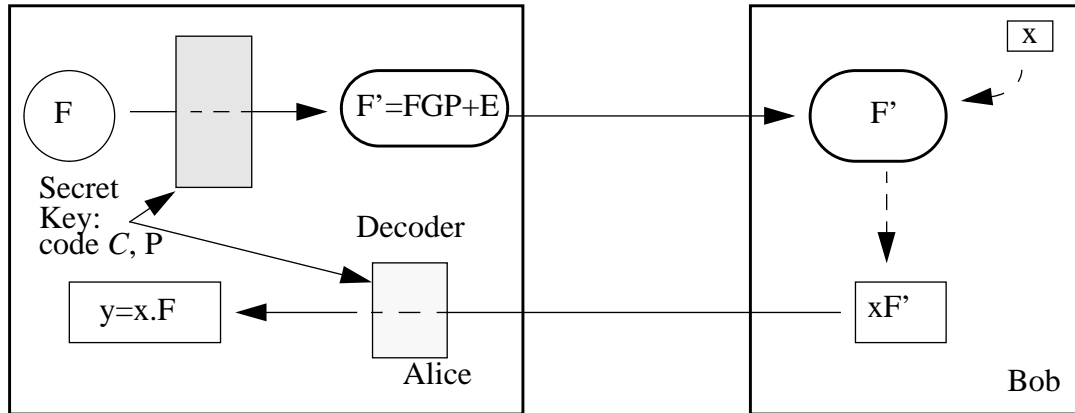 F
F’=FGP+E
Secret
Key:
code C, P
Decoder
y=x.F
Alice
x
F’
xF’
Bob